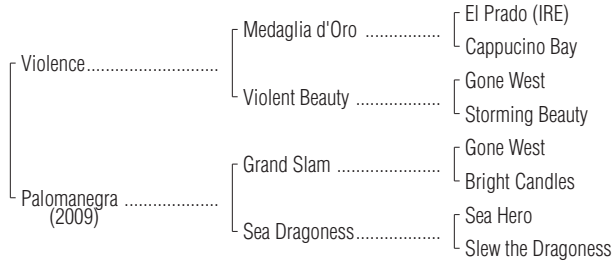 El Prado (IRE)
Medaglia d'Oro ..................
Cappucino Bay
Violence...............................
Gone West
Violent Beauty ....................
Storming Beauty
Gone West
Grand Slam ........................
Bright Candles
Palomanegra ......................
(2009)
Sea Hero
Sea Dragoness....................
Slew the Dragoness